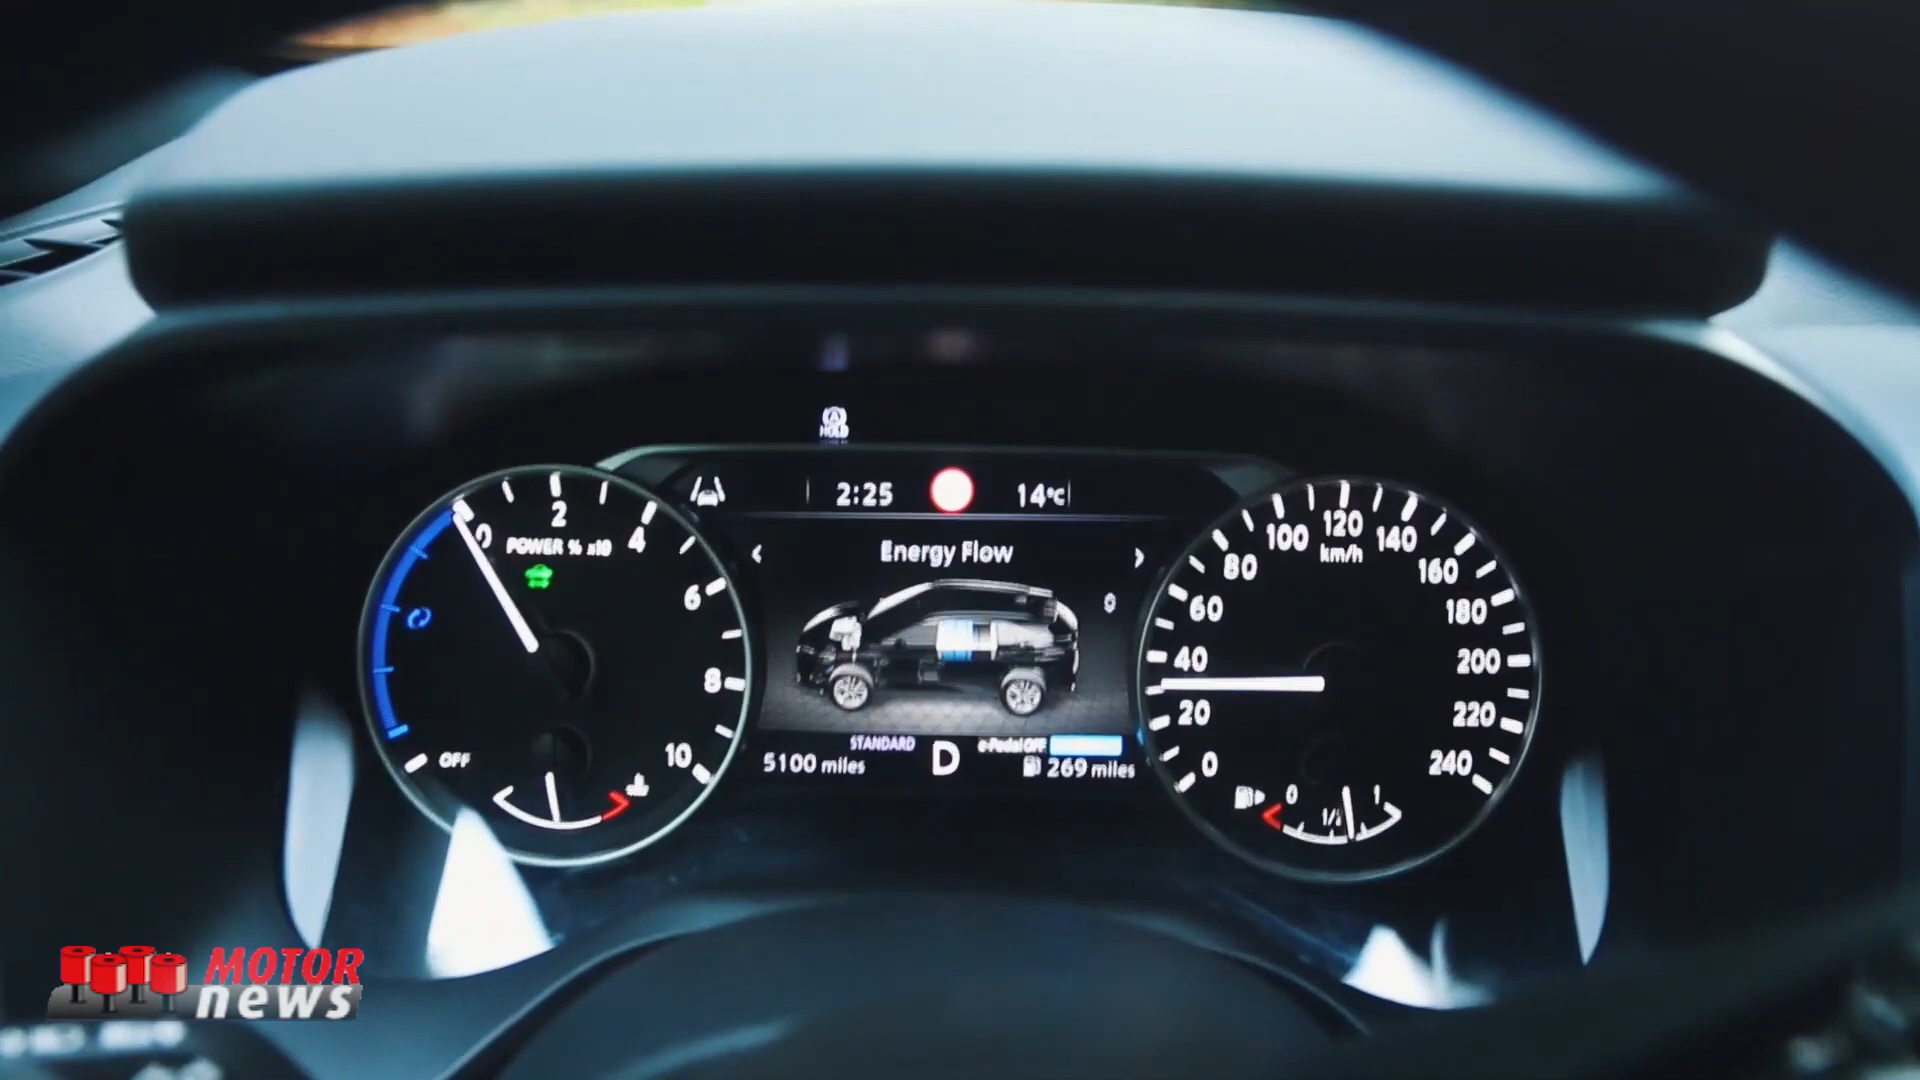 HOLD
2:25
14°C
Energy Flow
0 2 4 6 8 10
POWER % x10
OFF
STANDARD
e-Pedal OFF
5100 miles
D
269 miles
0 20 40 60 80 100 120 140 160 180 200 220 240
km/h
0 1/2 1
MOTOR
news